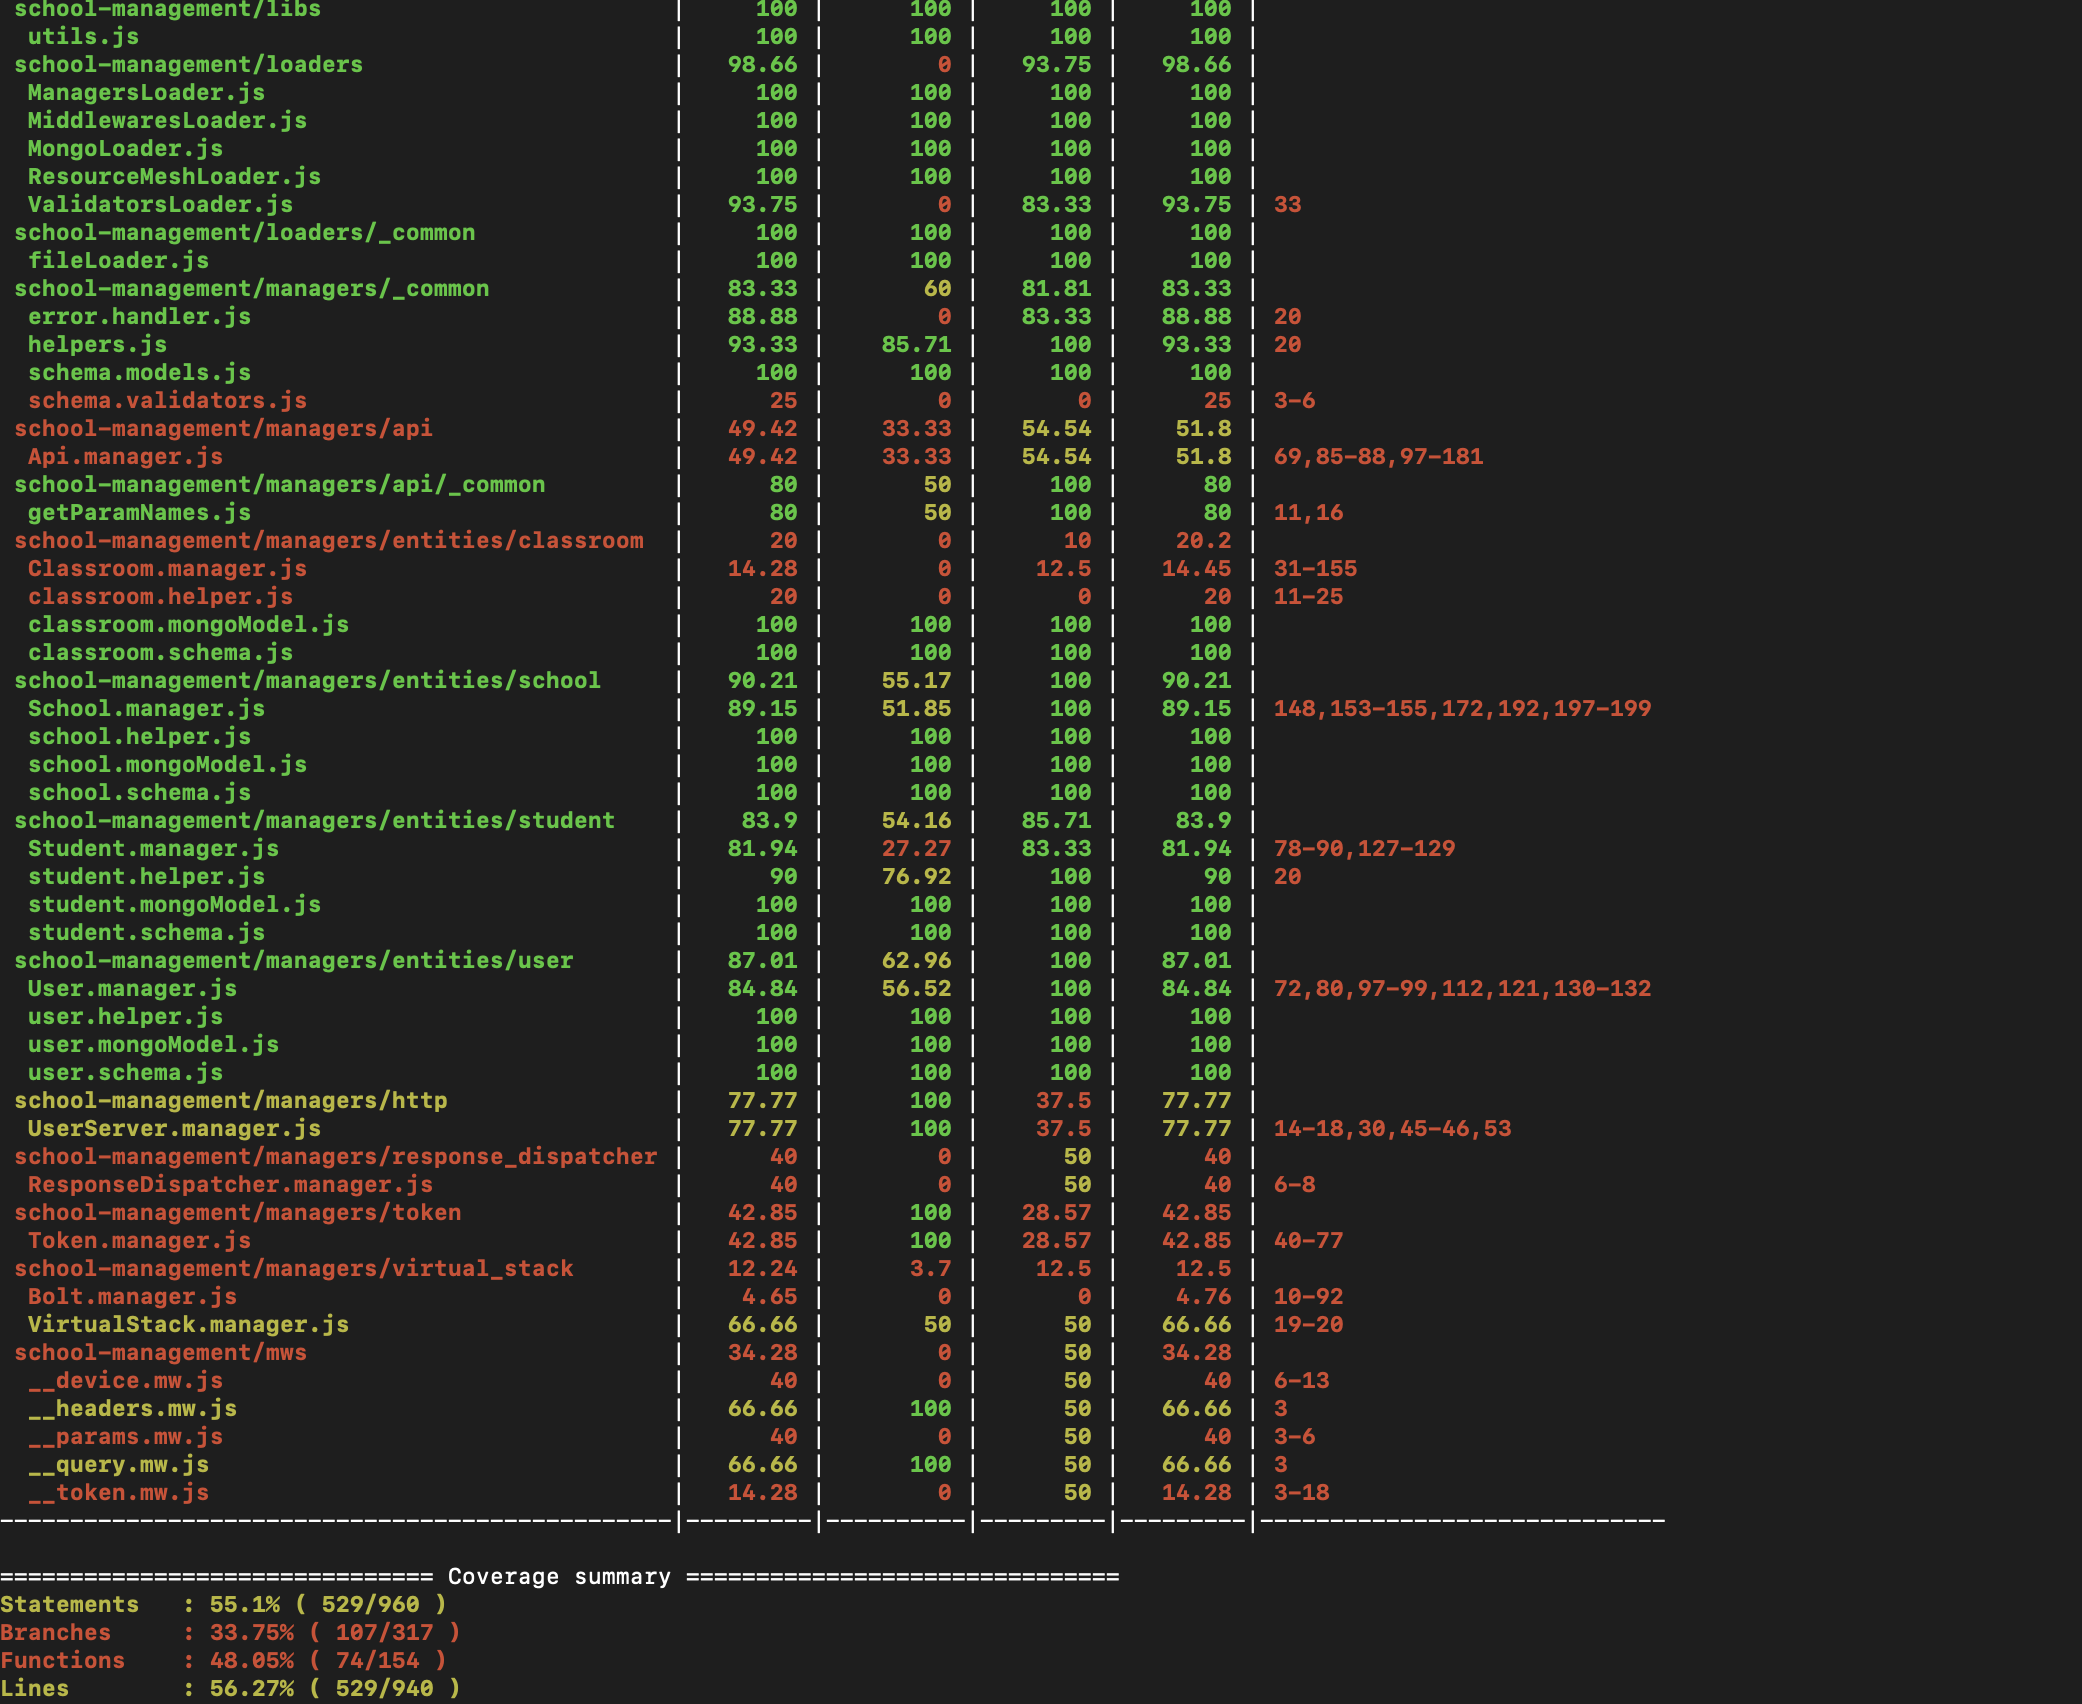 school-management/libs | 100 | 100 | 100 | 100 |
utils.js | 100 | 100 | 100 | 100 |
school-management/loaders | 98.66 | 0 | 93.75 | 98.66 |
ManagersLoader.js | 100 | 100 | 100 | 100 |
MiddlewaresLoader.js | 100 | 100 | 100 | 100 |
MongoLoader.js | 100 | 100 | 100 | 100 |
ResourceMeshLoader.js | 100 | 100 | 100 | 100 |
ValidatorsLoader.js | 93.75 | 0 | 83.33 | 93.75 | 33
school-management/loaders/_common | 100 | 100 | 100 | 100 |
fileLoader.js | 100 | 100 | 100 | 100 |
school-management/managers/_common | 83.33 | 60 | 81.81 | 83.33 |
error.handler.js | 88.88 | 0 | 83.33 | 88.88 | 20
helpers.js | 93.33 | 85.71 | 100 | 93.33 | 20
schema.models.js | 100 | 100 | 100 | 100 |
schema.validators.js | 25 | 0 | 0 | 25 | 3-6
school-management/managers/api | 49.42 | 33.33 | 54.54 | 51.8 |
Api.manager.js | 49.42 | 33.33 | 54.54 | 51.8 | 69,85-88,97-181
school-management/managers/api/_common | 80 | 50 | 100 | 80 |
getParamNames.js | 80 | 50 | 100 | 80 | 11,16
school-management/managers/entities/classroom | 20 | 0 | 10 | 20.2 |
Classroom.manager.js | 14.28 | 0 | 12.5 | 14.45 | 31-155
classroom.helper.js | 20 | 0 | 0 | 20 | 11-25
classroom.mongoModel.js | 100 | 100 | 100 | 100 |
classroom.schema.js | 100 | 100 | 100 | 100 |
school-management/managers/entities/school | 90.21 | 55.17 | 100 | 90.21 |
School.manager.js | 89.15 | 51.85 | 100 | 89.15 | 148,153-155,172,192,197-199
school.helper.js | 100 | 100 | 100 | 100 |
school.mongoModel.js | 100 | 100 | 100 | 100 |
school.schema.js | 100 | 100 | 100 | 100 |
school-management/managers/entities/student | 83.9 | 54.16 | 85.71 | 83.9 |
Student.manager.js | 81.94 | 27.27 | 83.33 | 81.94 | 78-90,127-129
student.helper.js | 90 | 76.92 | 100 | 90 | 20
student.mongoModel.js | 100 | 100 | 100 | 100 |
student.schema.js | 100 | 100 | 100 | 100 |
school-management/managers/entities/user | 87.01 | 62.96 | 100 | 87.01 |
User.manager.js | 84.84 | 56.52 | 100 | 84.84 | 72,80,97-99,112,121,130-132
user.helper.js | 100 | 100 | 100 | 100 |
user.mongoModel.js | 100 | 100 | 100 | 100 |
user.schema.js | 100 | 100 | 100 | 100 |
school-management/managers/http | 77.77 | 100 | 37.5 | 77.77 |
UserServer.manager.js | 77.77 | 100 | 37.5 | 77.77 | 14-18,30,45-46,53
school-management/managers/response_dispatcher | 40 | 0 | 50 | 40 |
ResponseDispatcher.manager.js | 40 | 0 | 50 | 40 | 6-8
school-management/managers/token | 42.85 | 100 | 28.57 | 42.85 |
Token.manager.js | 42.85 | 100 | 28.57 | 42.85 | 40-77
school-management/managers/virtual_stack | 12.24 | 3.7 | 12.5 | 12.5 |
Bolt.manager.js | 4.65 | 0 | 0 | 4.76 | 10-92
VirtualStack.manager.js | 66.66 | 50 | 50 | 66.66 | 19-20
school-management/mws | 34.28 | 0 | 50 | 34.28 |
__device.mw.js | 40 | 0 | 50 | 40 | 6-13
__headers.mw.js | 66.66 | 100 | 50 | 66.66 | 3
__params.mw.js | 40 | 0 | 50 | 40 | 3-6
__query.mw.js | 66.66 | 100 | 50 | 66.66 | 3
__token.mw.js | 14.28 | 0 | 50 | 14.28 | 3-18
------------------------------------------------|---------|----------|---------|---------|-----------------------------
=============================== Coverage summary ===============================
Statements : 55.1% ( 529/960 )
Branches : 33.75% ( 107/317 )
Functions : 48.05% ( 74/154 )
Lines : 56.27% ( 529/940 )